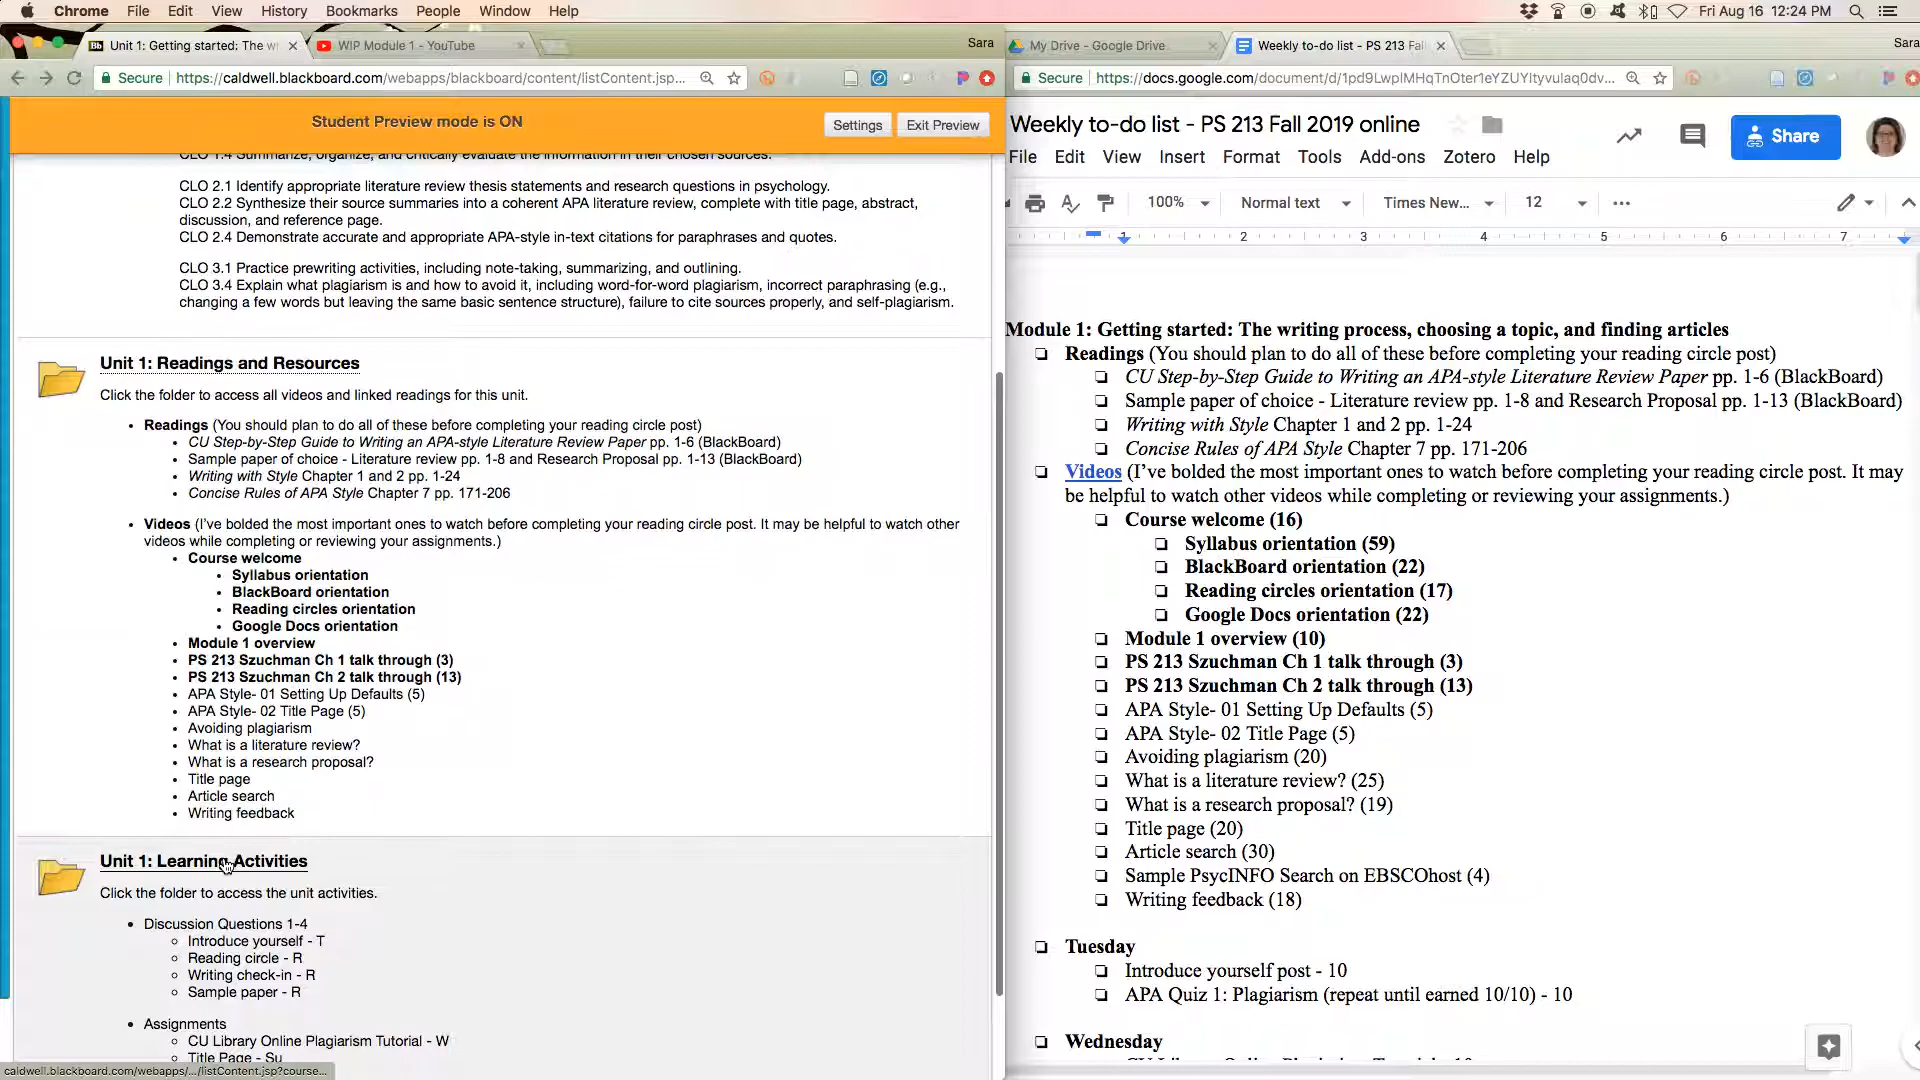 Chrome File Edit View History Bookmarks People Window Help
Fri Aug 16 12:24 PM
Bb Unit 1: Getting started: The w
WIP Module 1 - YouTube
Sara
My Drive - Google Drive
Weekly to-do list - PS 213 Fall
Sara
Secure https://caldwell.blackboard.com/webapps/blackboard/content/listContent.jsp...
Secure
Student Preview mode is ON
Settings
Exit Preview
Weekly to-do list - PS 213 Fall 2019 online
Share
File Edit View Insert Format Tools Add-ons Zotero Help
100% Normal text Times New... 12 ...
1 2 3 4 5 6 7
CLO 1.4 Summarize, organize, and critically evaluate the information in their chosen sources.
CLO 2.1 Identify appropriate literature review thesis statements and research questions in psychology.
CLO 2.2 Synthesize their source summaries into a coherent APA literature review, complete with title page, abstract,
discussion, and reference page.
CLO 2.4 Demonstrate accurate and appropriate APA-style in-text citations for paraphrases and quotes.
CLO 3.1 Practice prewriting activities, including note-taking, summarizing, and outlining.
CLO 3.4 Explain what plagiarism is and how to avoid it, including word-for-word plagiarism, incorrect paraphrasing (e.g.,
changing a few words but leaving the same basic sentence structure), failure to cite sources properly, and self-plagiarism.
Unit 1: Readings and Resources
Click the folder to access all videos and linked readings for this unit.
Readings (You should plan to do all of these before completing your reading circle post)
CU Step-by-Step Guide to Writing an APA-style Literature Review Paper pp. 1-6 (BlackBoard)
Sample paper of choice - Literature review pp. 1-8 and Research Proposal pp. 1-13 (BlackBoard)
Writing with Style Chapter 1 and 2 pp. 1-24
Concise Rules of APA Style Chapter 7 pp. 171-206
Videos (I've bolded the most important ones to watch before completing your reading circle post. It may be helpful to watch other
videos while completing or reviewing your assignments.)
Course welcome
Syllabus orientation
BlackBoard orientation
Reading circles orientation
Google Docs orientation
Module 1 overview
PS 213 Szuchman Ch 1 talk through (3)
PS 213 Szuchman Ch 2 talk through (13)
APA Style- 01 Setting Up Defaults (5)
APA Style- 02 Title Page (5)
Avoiding plagiarism
What is a literature review?
What is a research proposal?
Title page
Article search
Writing feedback
Unit 1: Learning Activities
Click the folder to access the unit activities.
Discussion Questions 1-4
Introduce yourself - T
Reading circle - R
Writing check-in - R
Sample paper - R
Assignments
CU Library Online Plagiarism Tutorial - W
Title Page - Su
caldwell.blackboard.com/webapps/.../listContent.jsp?course...
Module 1: Getting started: The writing process, choosing a topic, and finding articles
Readings (You should plan to do all of these before completing your reading circle post)
CU Step-by-Step Guide to Writing an APA-style Literature Review Paper pp. 1-6 (BlackBoard)
Sample paper of choice - Literature review pp. 1-8 and Research Proposal pp. 1-13 (BlackBoard)
Writing with Style Chapter 1 and 2 pp. 1-24
Concise Rules of APA Style Chapter 7 pp. 171-206
Videos (I've bolded the most important ones to watch before completing your reading circle post. It may
be helpful to watch other videos while completing or reviewing your assignments.)
Course welcome (16)
Syllabus orientation (59)
BlackBoard orientation (22)
Reading circles orientation (17)
Google Docs orientation (22)
Module 1 overview (10)
PS 213 Szuchman Ch 1 talk through (3)
PS 213 Szuchman Ch 2 talk through (13)
APA Style- 01 Setting Up Defaults (5)
APA Style- 02 Title Page (5)
Avoiding plagiarism (20)
What is a literature review? (25)
What is a research proposal? (19)
Title page (20)
Article search (30)
Sample PsycINFO Search on EBSCOhost (4)
Writing feedback (18)
Tuesday
Introduce yourself post - 10
APA Quiz 1: Plagiarism (repeat until earned 10/10) - 10
Wednesday